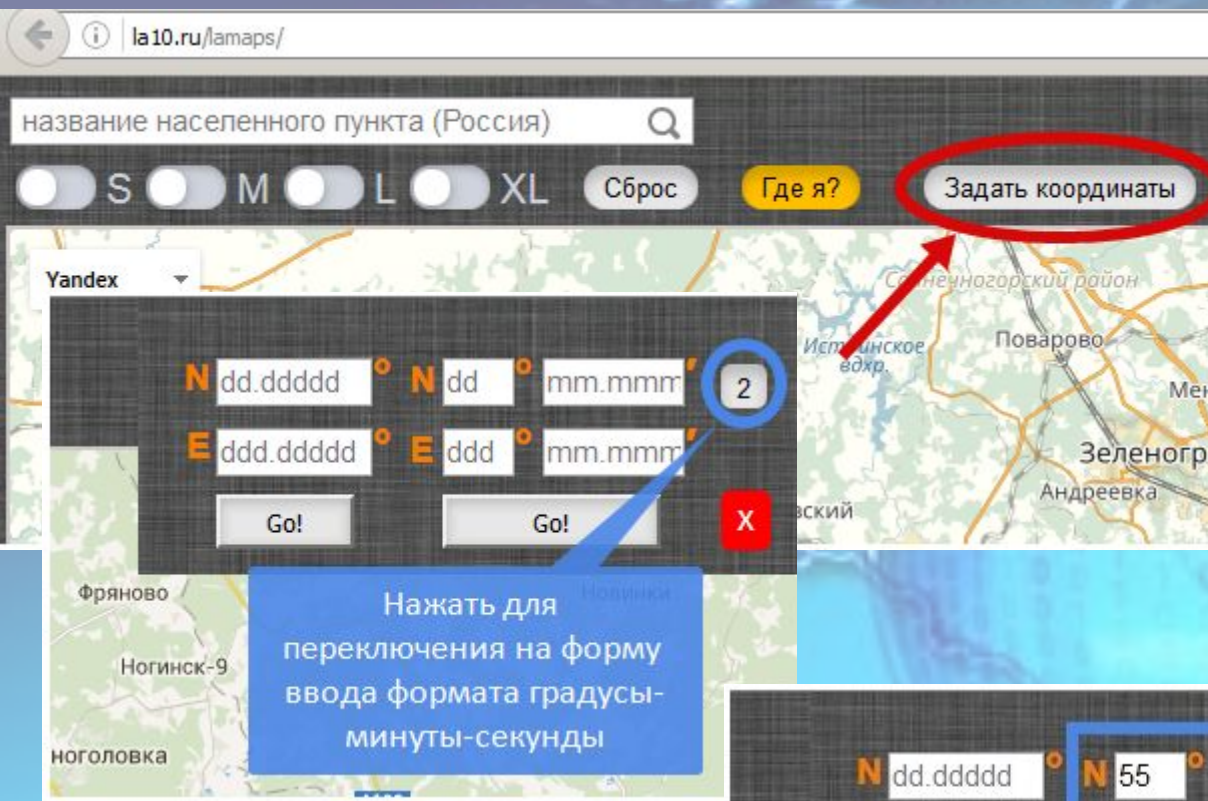 la10.ru/lamaps/
название населенного пункта (Россия)
S M L XL Сброс Где я? Задать координаты
Yandex
Солнечногорский район
Поварово
Истринское
вдхр.
Зеленогр
Андреевка
N dd.ddddd ° N dd ° mm.mmm ′ 2
E ddd.ddddd ° E ddd ° mm.mmm ′
Go! Go! X
Фряново
Новинки
Ногинск-9
Нажать для
переключения на форму
ввода формата градусы-
минуты-секунды
ноголовка
N dd.ddddd ° N 55 °